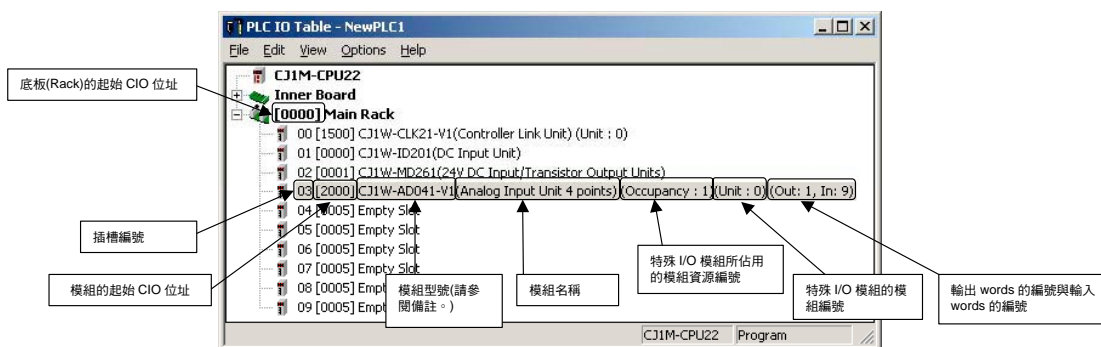 PLC IO Table - NewPLC1
File Edit View Options Help
CJ1M-CPU22
Inner Board
[0000] Main Rack
00 [1500] CJ1W-CLK21-V1(Controller Link Unit) (Unit : 0)
01 [0000] CJ1W-ID201(DC Input Unit)
02 [0001] CJ1W-MD261(24V DC Input/Transistor Output Units)
03 [2000] CJ1W-AD041-V1(Analog Input Unit 4 points) (Occupancy : 1)(Unit : 0)(Out: 1, In: 9)
04 [0005] Empty Slot
05 [0005] Empty Slot
06 [0005] Empty Slot
07 [0005] Empty Slot
08 [0005] Empty
09 [0005] Empt
CJ1M-CPU22 Program
底板(Rack)的起始 CIO 位址
插槽編號
模組的起始 CIO 位址
模組型號(請參
閱備註。)
模組名稱
特殊 I/O 模組所佔用
的模組資源編號
特殊 I/O 模組的模
組編號
輸出 words 的編號與輸入
words 的編號